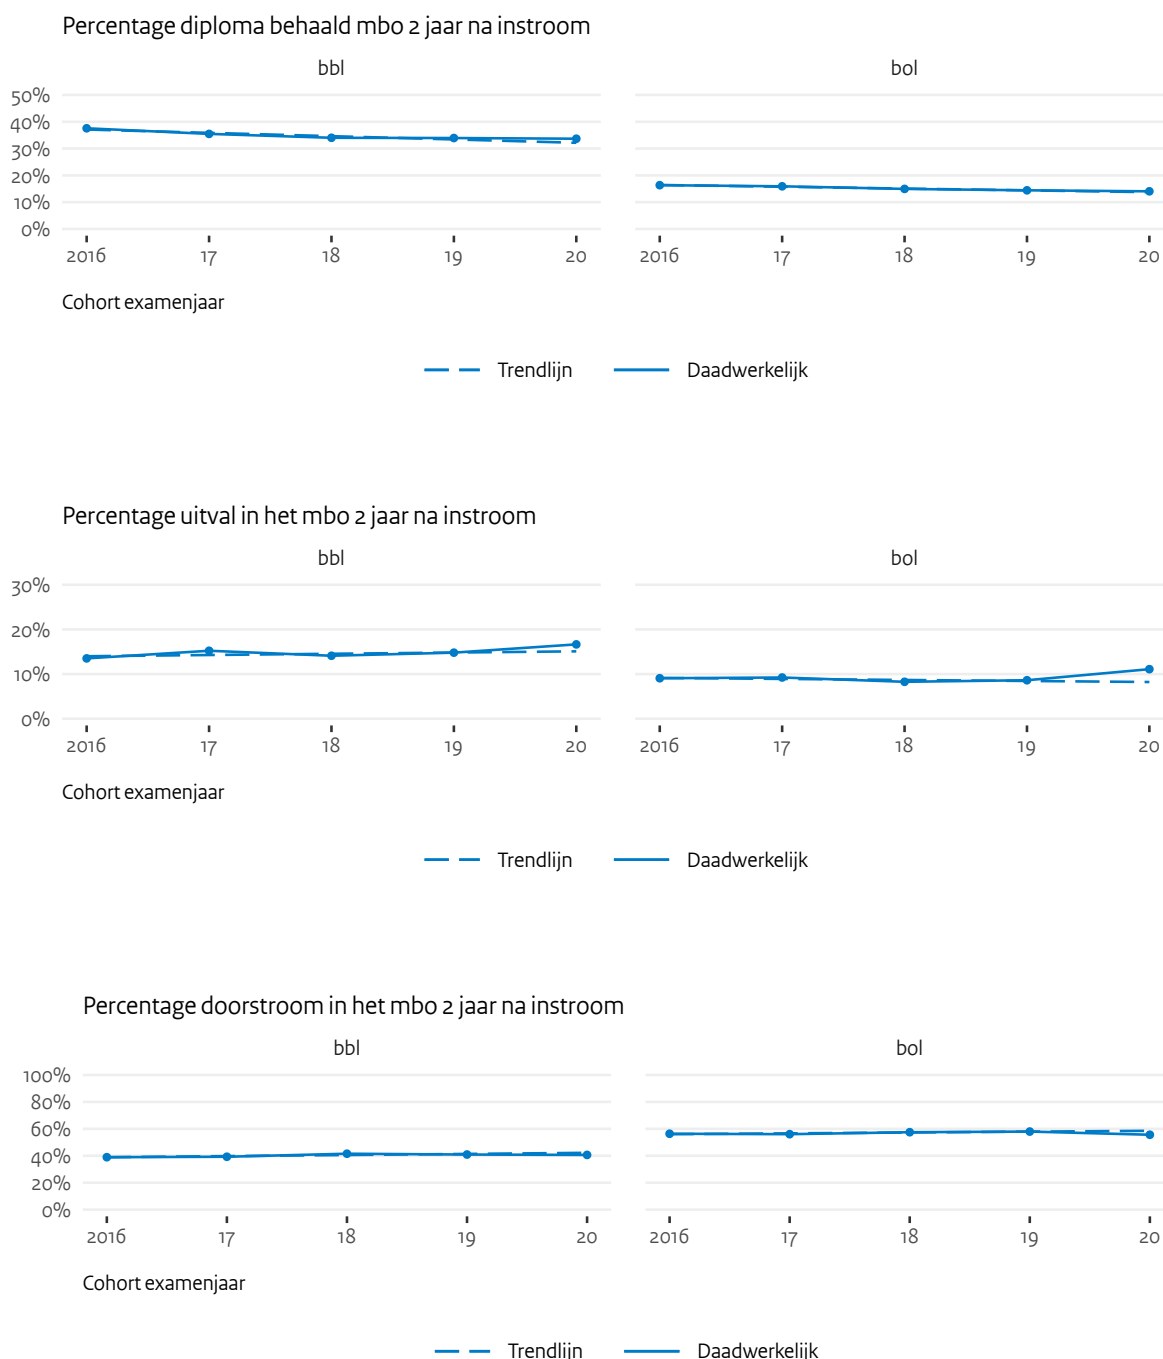 Percentage diploma behaald mbo 2 jaar na instroom
bbl bol
50%
40%
30%
20%
10%
0%
2016 17 18 19 20 2016 17 18 19 20
Cohort examenjaar
Trendlijn Daadwerkelijk
Percentage uitval in het mbo 2 jaar na instroom
bbl bol
30%
20%
10%
0%
2016 17 18 19 20 2016 17 18 19 20
Cohort examenjaar
Trendlijn Daadwerkelijk
Percentage doorstroom in het mbo 2 jaar na instroom
bbl bol
100%
80%
60%
40%
20%
0%
2016 17 18 19 20 2016 17 18 19 20
Cohort examenjaar
Trendlijn Daadwerkelijk